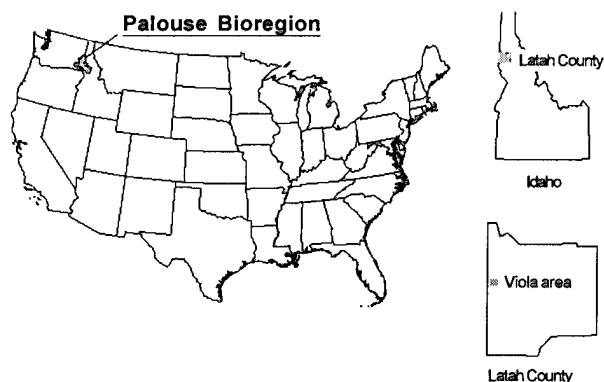 Palouse Bioregion
Latah County
Idaho
Viola area
Latah County